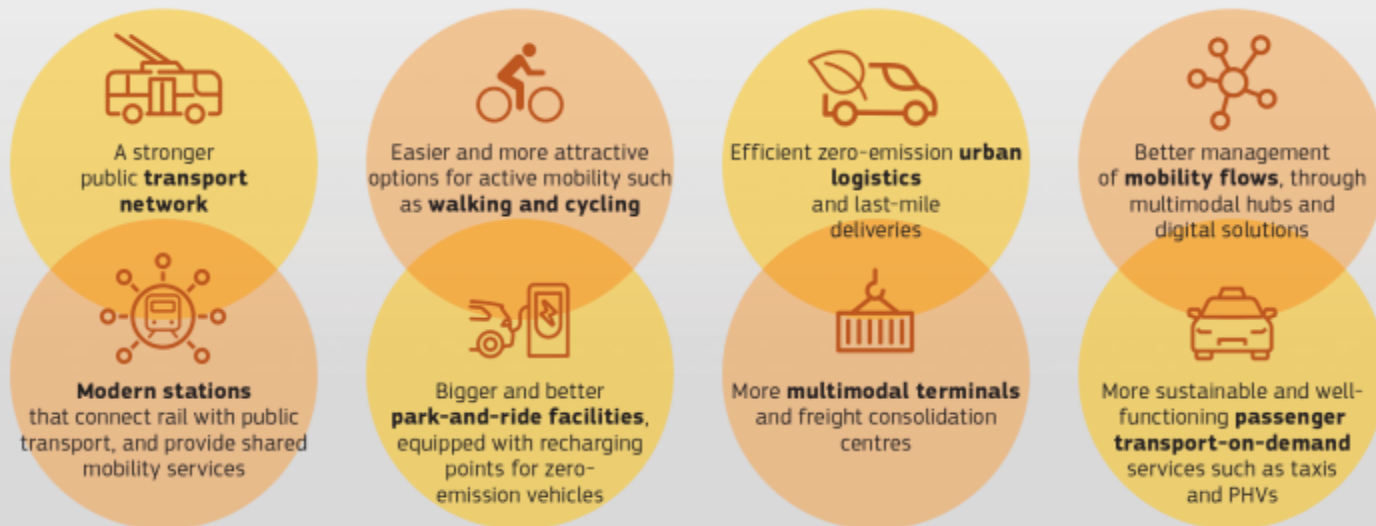 A stronger
public transport
network
Easier and more attractive
options for active mobility such
as walking and cycling
Efficient zero-emission urban
logistics
and last-mile
deliveries
Better management
of mobility flows, through
multimodal hubs and
digital solutions
Modern stations
that connect rail with public
transport, and provide shared
mobility services
Bigger and better
park-and-ride facilities,
equipped with recharging
points for zero-
emission vehicles
More multimodal terminals
and freight consolidation
centres
More sustainable and well-
functioning passenger
transport-on-demand
services such as taxis
and PHVs